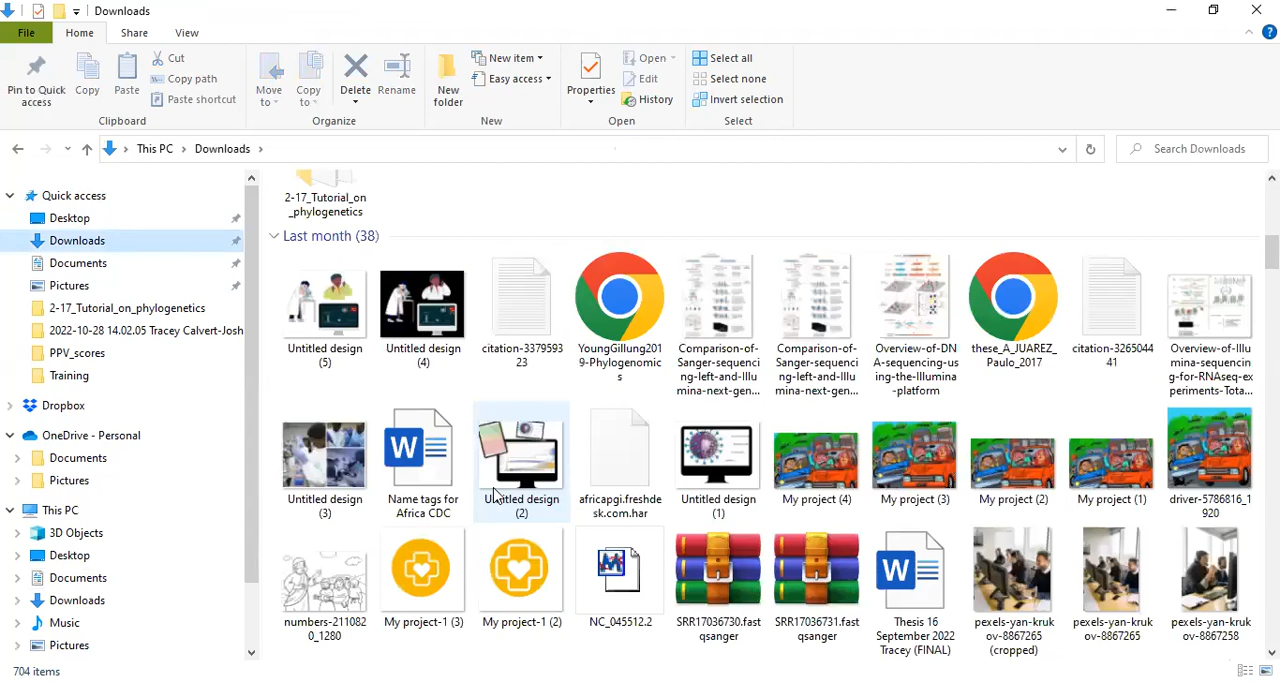 Downloads
File
Home
Share
View
Pin to Quick
access
Copy
Paste
Cut
Copy path
Paste shortcut
Clipboard
Move
to
Copy
to
Delete
Rename
Organize
New
folder
New item
Easy access
New
Properties
Open
Edit
History
Open
Select all
Select none
Invert selection
Select
This PC
Downloads
Search Downloads
Quick access
Desktop
Downloads
Documents
Pictures
2-17_Tutorial_on_phylogenetics
2022-10-28 14.02.05 Tracey Calvert-Josh
PPV_scores
Training
Dropbox
OneDrive - Personal
Documents
Pictures
This PC
3D Objects
Desktop
Documents
Downloads
Music
Pictures
2-17_Tutorial_on
_phylogenetics
Last month (38)
Untitled design
(5)
Untitled design
(4)
citation-3379593
23
YoungGillung201
9-Phylogenomic
s
Comparison-of-
Sanger-sequenci
ng-left-and-Illu
mina-next-gen...
Comparison-of-
Sanger-sequenci
ng-left-and-Illu
mina-next-gen...
Overview-of-DN
A-sequencing-us
ing-the-Illumina
-platform
these_A_JUAREZ_
Paulo_2017
citation-3265044
41
Overview-of-Illu
mina-sequencin
g-for-RNAseq-ex
periments-Tota...
Untitled design
(3)
Name tags for
Africa CDC
Untitled design
(2)
africapgi.freshde
sk.com.har
Untitled design
(1)
My project (4)
My project (3)
My project (2)
My project (1)
driver-5786816_1
920
numbers-211082
0_1280
My project-1 (3)
My project-1 (2)
NC_045512.2
SRR17036730.fast
qsanger
SRR17036731.fast
qsanger
Thesis 16
September 2022
Tracey (FINAL)
pexels-yan-kruk
ov-8867265
(cropped)
pexels-yan-kruk
ov-8867265
pexels-yan-kruk
ov-8867258
704 items